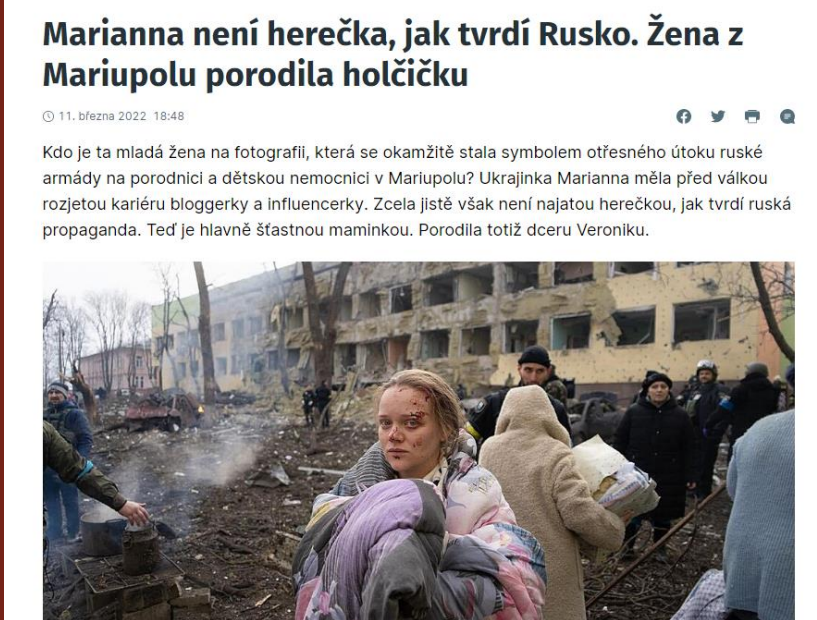 Marianna není herečka, jak tvrdí Rusko. Žena z
Mariupolu porodila holčičku
11. března 2022 18:48
Kdo je ta mladá žena na fotografii, která se okamžitě stala symbolem otřesného útoku ruské
armády na porodnici a dětskou nemocnici v Mariupolu? Ukrajinka Marianna měla před válkou
rozjetou kariéru bloggerky a influencerky. Zcela jistě však není najatou herečkou, jak tvrdí ruská
propaganda. Teď je hlavně šťastnou maminkou. Porodila totiž dceru Veroniku.